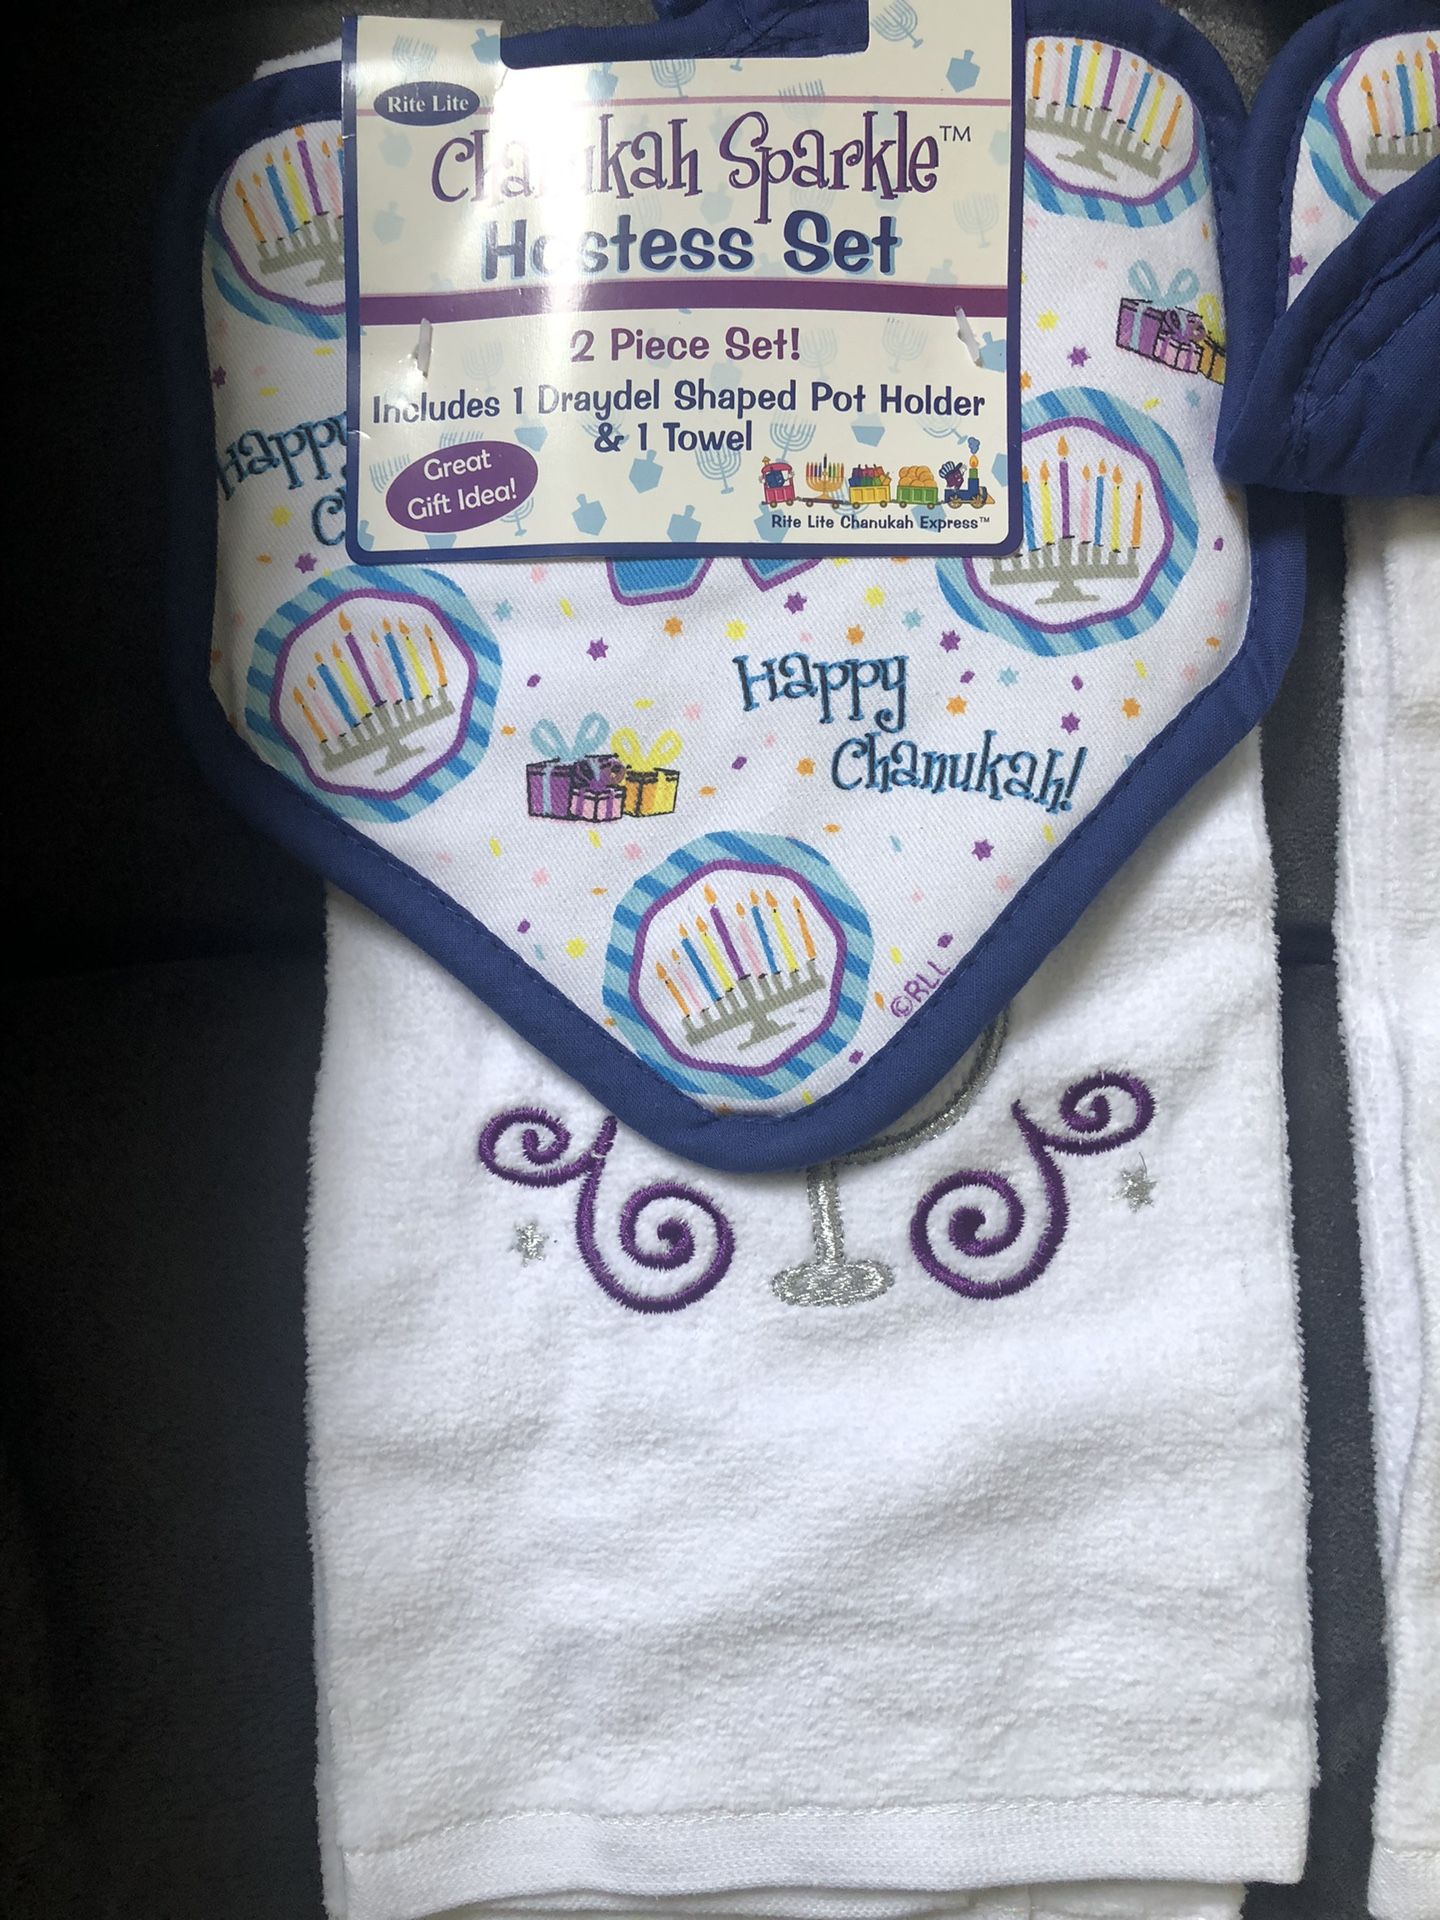 Rite Lite
Chanukah Sparkle™
Hostess Set
2 Piece Set!
Includes 1 Draydel Shaped Pot Holder
& 1 Towel
Great
Gift Idea!
Rite Lite Chanukah Express™
Happy
Happy
Chanukah!
©RLL